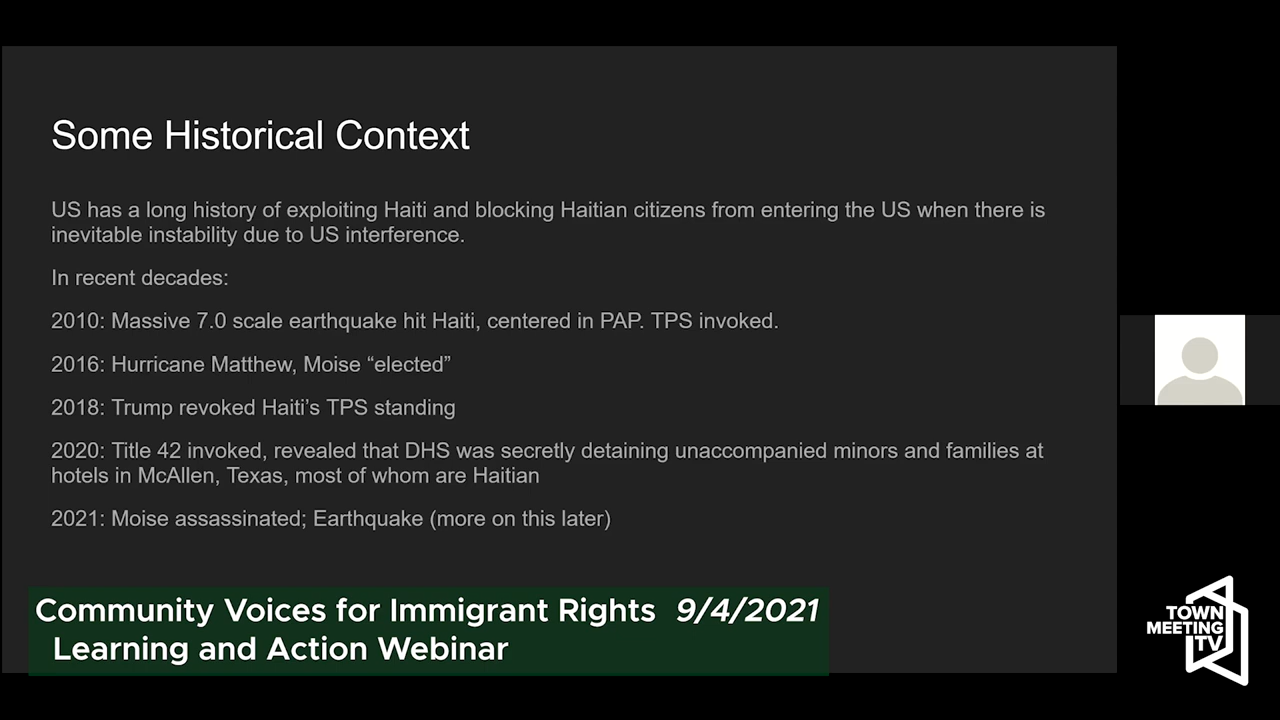 Some Historical Context
US has a long history of exploiting Haiti and blocking Haitian citizens from entering the US when there is
inevitable instability due to US interference.
In recent decades:
2010: Massive 7.0 scale earthquake hit Haiti, centered in PAP. TPS invoked.
2016: Hurricane Matthew, Moise “elected”
2018: Trump revoked Haiti’s TPS standing
2020: Title 42 invoked, revealed that DHS was secretly detaining unaccompanied minors and families at
hotels in McAllen, Texas, most of whom are Haitian
2021: Moise assassinated; Earthquake (more on this later)
Community Voices for Immigrant Rights 9/4/2021
Learning and Action Webinar
TOWN
MEETING
TV